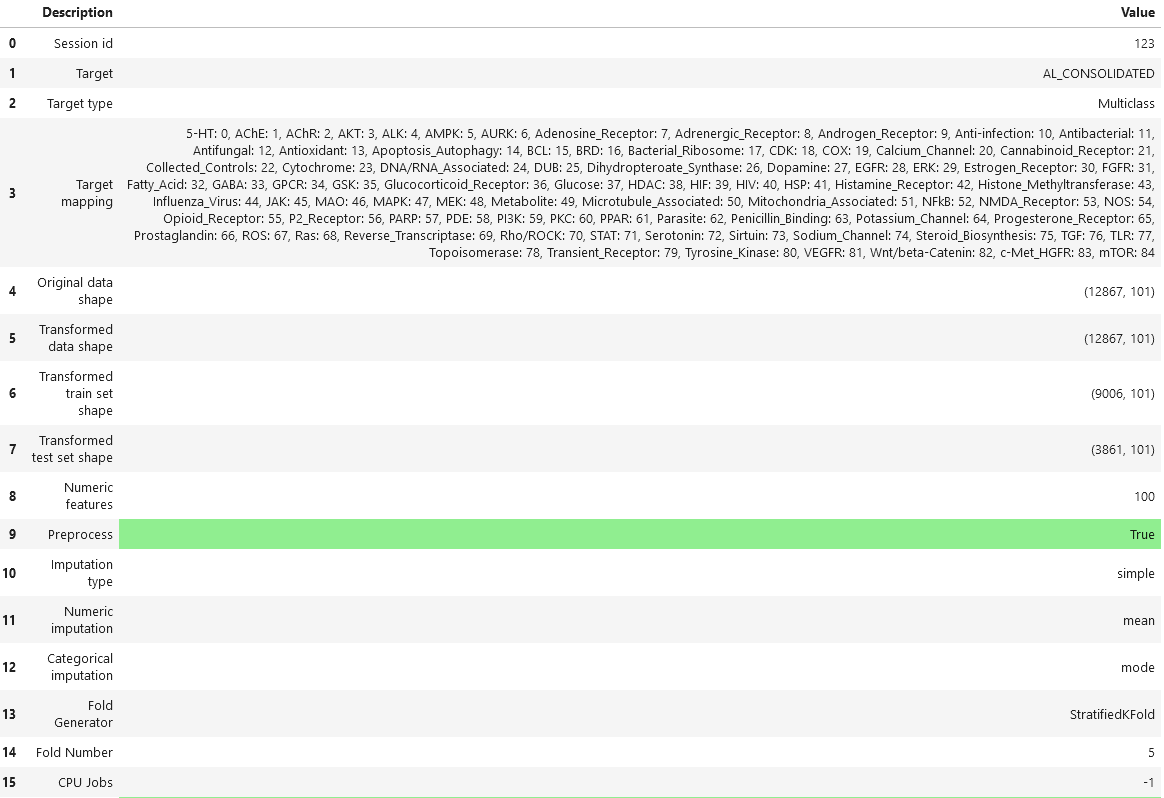 Description Value
0 Session id 123
1 Target AL_CONSOLIDATED
2 Target type Multiclass
5-HT: 0, AChE: 1, AChR: 2, AKT: 3, ALK: 4, AMPK: 5, AURK: 6, Adenosine_Receptor: 7, Adrenergic_Receptor: 8, Androgen_Receptor: 9, Anti-infection: 10, Antibacterial: 11,
Antifungal: 12, Antioxidant: 13, Apoptosis_Autophagy: 14, BCL: 15, BRD: 16, Bacterial_Ribosome: 17, CDK: 18, COX: 19, Calcium_Channel: 20, Cannabinoid_Receptor: 21,
Collected_Controls: 22, Cytochrome: 23, DNA/RNA_Associated: 24, DUB: 25, Dihydropteroate_Synthase: 26, Dopamine: 27, EGFR: 28, ERK: 29, Estrogen_Receptor: 30, FGFR: 31,
3 Target mapping Fatty_Acid: 32, GABA: 33, GPCR: 34, GSK: 35, Glucocorticoid_Receptor: 36, Glucose: 37, HDAC: 38, HIF: 39, HIV: 40, HSP: 41, Histamine_Receptor: 42, Histone_Methyltransferase: 43,
Influenza_Virus: 44, JAK: 45, MAO: 46, MAPK: 47, MEK: 48, Metabolite: 49, Microtubule_Associated: 50, Mitochondria_Associated: 51, NFkB: 52, NMDA_Receptor: 53, NOS: 54,
Opioid_Receptor: 55, P2_Receptor: 56, PARP: 57, PDE: 58, PI3K: 59, PKC: 60, PPAR: 61, Parasite: 62, Penicillin_Binding: 63, Potassium_Channel: 64, Progesterone_Receptor: 65,
Prostaglandin: 66, ROS: 67, Ras: 68, Reverse_Transcriptase: 69, Rho/ROCK: 70, STAT: 71, Serotonin: 72, Sirtuin: 73, Sodium_Channel: 74, Steroid_Biosynthesis: 75, TGF: 76, TLR: 77,
Topoisomerase: 78, Transient_Receptor: 79, Tyrosine_Kinase: 80, VEGFR: 81, Wnt/beta-Catenin: 82, c-Met_HGFR: 83, mTOR: 84
4 Original data shape (12867, 101)
5 Transformed data shape (12867, 101)
6 Transformed train set shape (9006, 101)
7 Transformed test set shape (3861, 101)
8 Numeric features 100
9 Preprocess True
10 Imputation type simple
11 Numeric imputation mean
12 Categorical imputation mode
13 Fold Generator StratifiedKFold
14 Fold Number 5
15 CPU Jobs -1